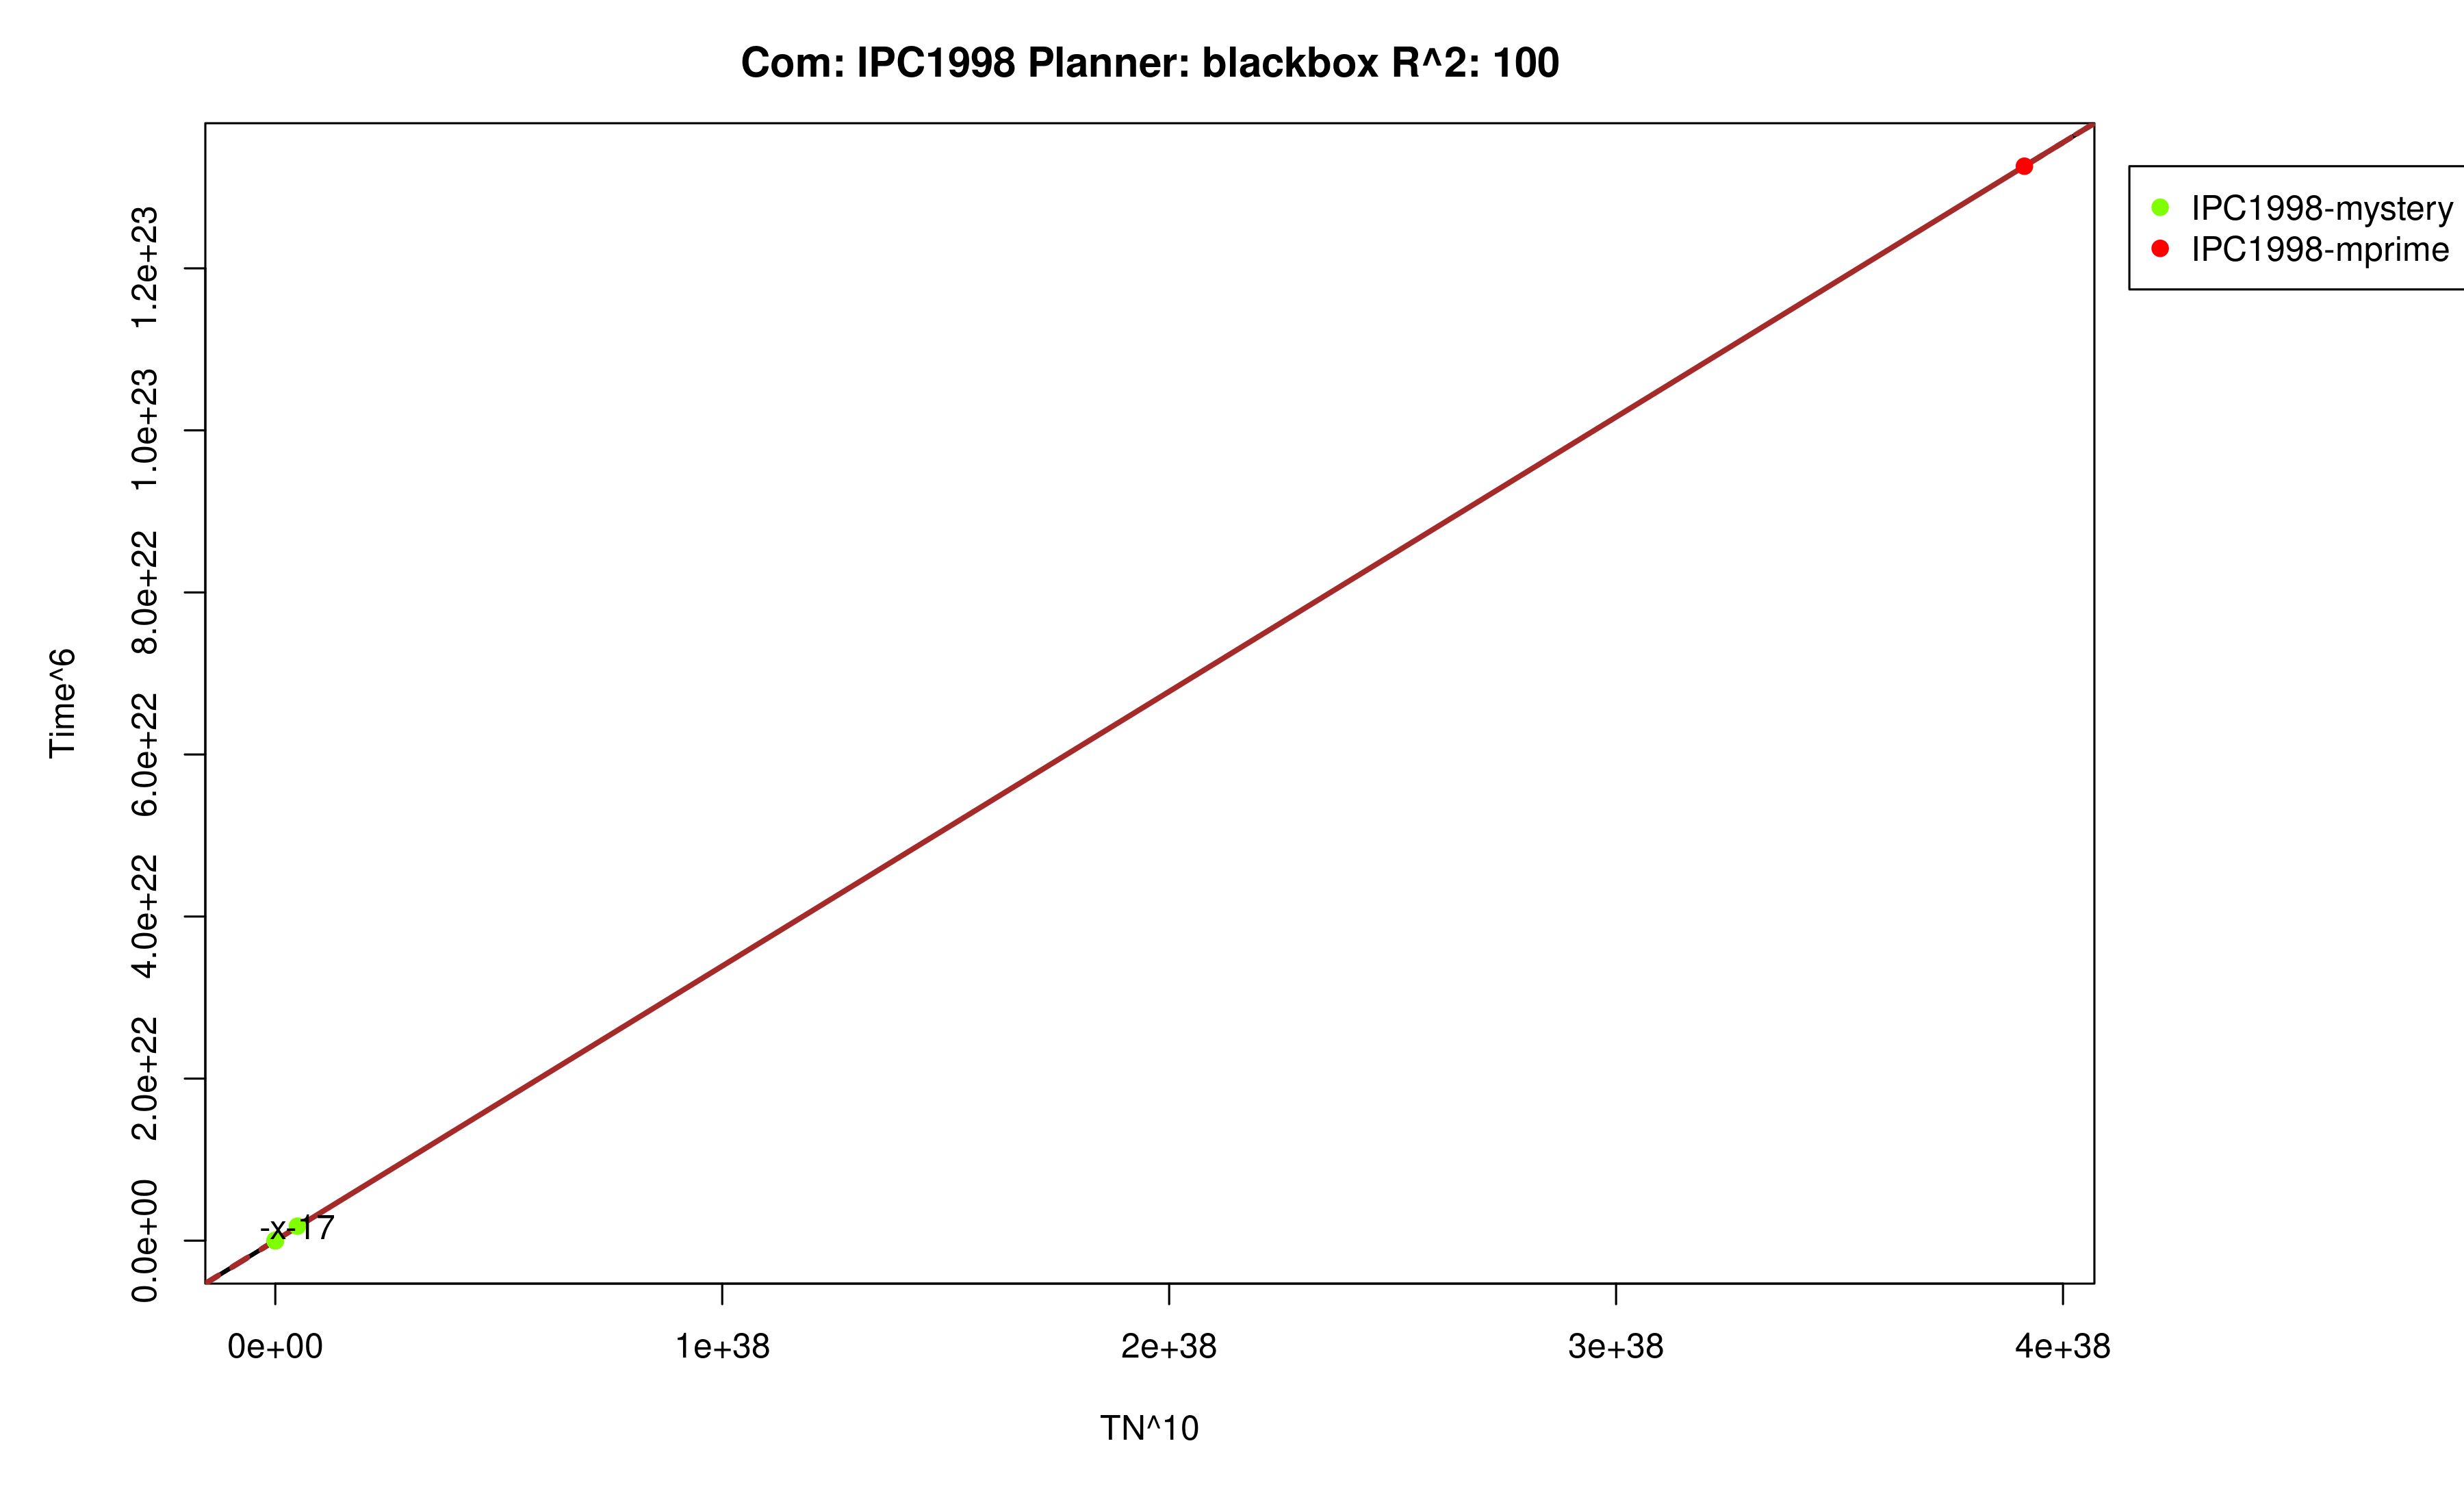 Com: IPC1998 Planner: blackbox R^2: 100
IPC1998-mystery
IPC1998-mprime
Time^6
1.2e+23
1.0e+23
8.0e+22
6.0e+22
4.0e+22
2.0e+22
0.0e+00
-x-17
0e+00 1e+38 2e+38 3e+38 4e+38
TN^10